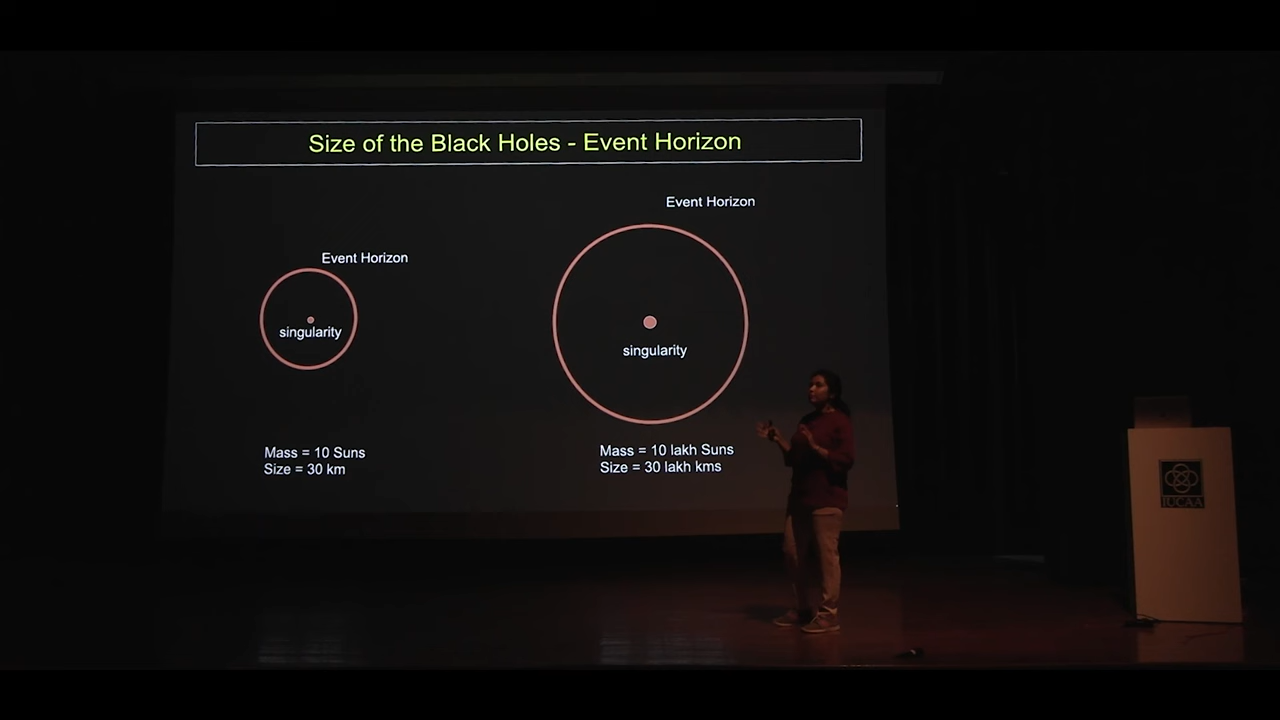 Size of the Black Holes - Event Horizon
Event Horizon
Event Horizon
singularity
singularity
Mass = 10 Suns
Size = 30 km
Mass = 10 lakh Suns
Size = 30 lakh kms
IUCAA